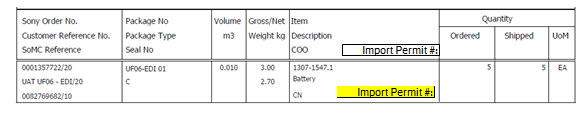 Sony Order No. Package No Volume Gross/Net Item Quantity
Customer Reference No. Package Type m3 Weight kg Description Ordered Shipped UoM
SoMC Reference Seal No COO Import Permit #:
0001357722/20 UF06-EDI 01 0.010 3.00 1307-1547.1 5 5 EA
UAT UF06 - EDI/20 C 2.70 Battery
0082769682/10 CN Import Permit #: